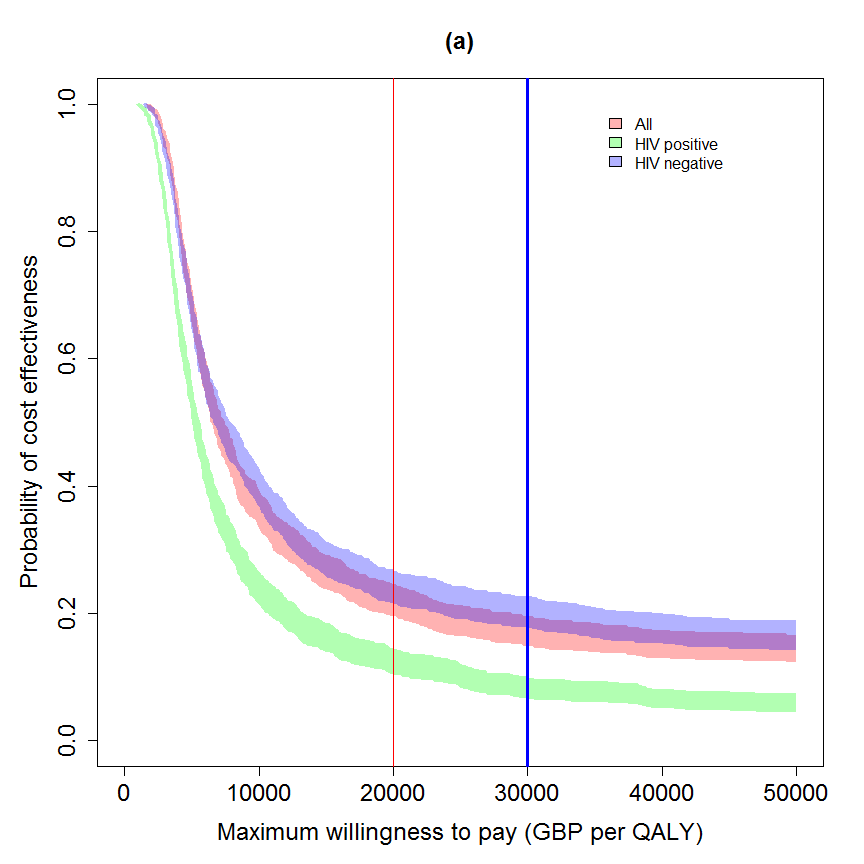 (a)
All
HIV positive
HIV negative
1.0
0.8
0.6
0.4
0.2
0.0
Probability of cost effectiveness
0 10000 20000 30000 40000 50000
Maximum willingness to pay (GBP per QALY)